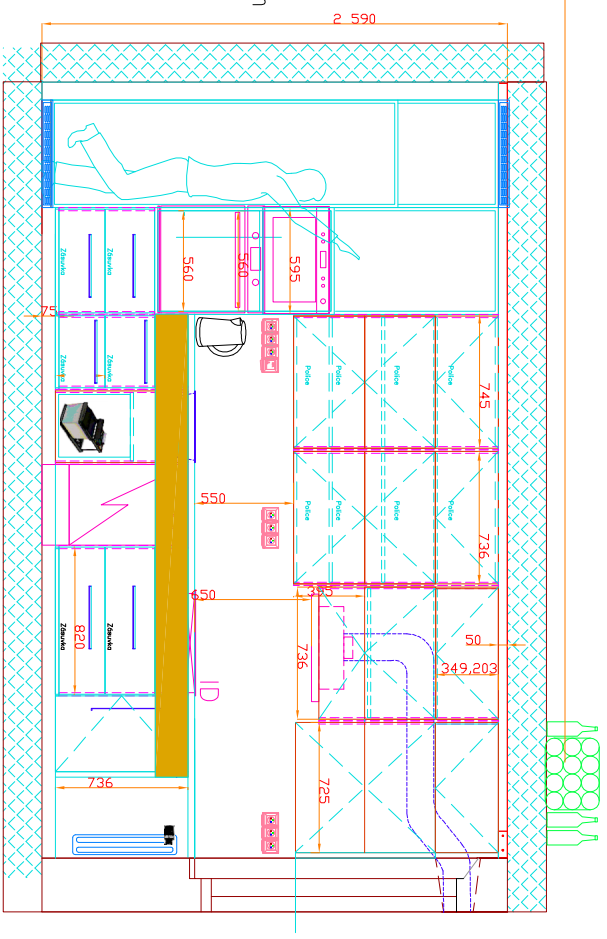 2 590
Zásuvka
Zásuvka
560
560
595
75
Zásuvka
Zásuvka
Police
Police
Police
Police
745
Police
Police
Police
Police
736
550
650
395
736
50
349,203
820
Zásuvka
Zásuvka
ID
725
736